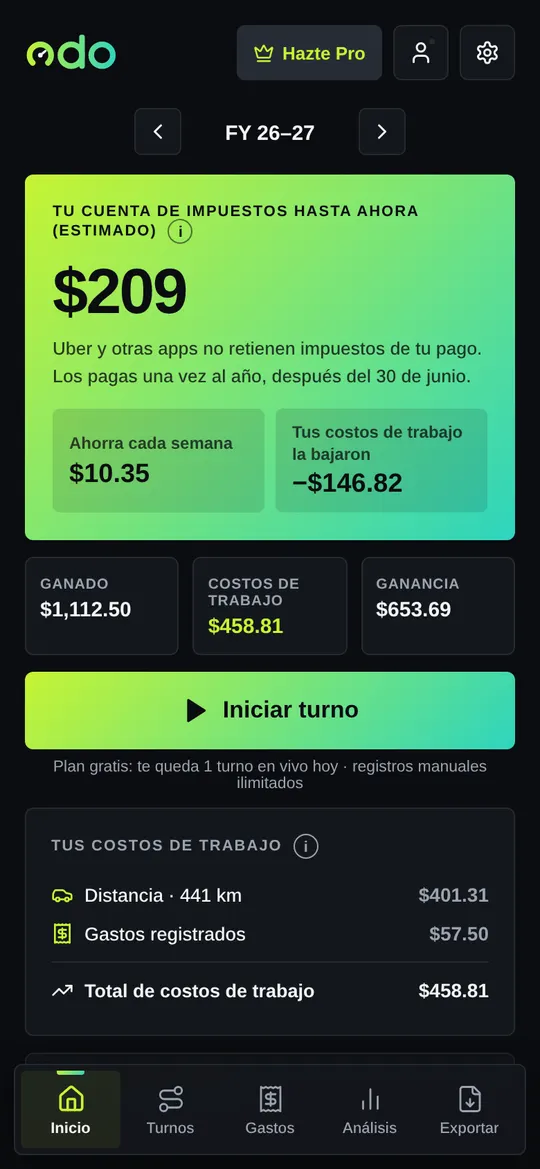 odo
Hazte Pro
FY 26–27
TU CUENTA DE IMPUESTOS HASTA AHORA
(ESTIMADO) i
$209
Uber y otras apps no retienen impuestos de tu pago.
Los pagas una vez al año, después del 30 de junio.
Ahorra cada semana
$10.35
Tus costos de trabajo
la bajaron
−$146.82
GANADO
$1,112.50
COSTOS DE
TRABAJO
$458.81
GANANCIA
$653.69
Iniciar turno
Plan gratis: te queda 1 turno en vivo hoy · registros manuales
ilimitados
TUS COSTOS DE TRABAJO i
Distancia · 441 km $401.31
Gastos registrados $57.50
Total de costos de trabajo $458.81
Inicio Turnos Gastos Análisis Exportar